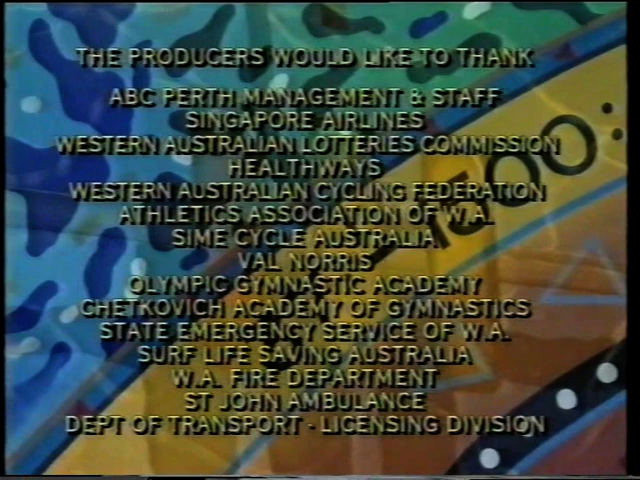 THE PRODUCERS WOULD LIKE TO THANK
ABC PERTH MANAGEMENT & STAFF
SINGAPORE AIRLINES
WESTERN AUSTRALIAN LOTTERIES COMMISSION
HEALTHWAYS
WESTERN AUSTRALIAN CYCLING FEDERATION
ATHLETICS ASSOCIATION OF W.A.
SIME CYCLE AUSTRALIA
VAL NORRIS
OLYMPIC GYMNASTIC ACADEMY
CHETKOVICH ACADEMY OF GYMNASTICS
STATE EMERGENCY SERVICE OF W.A.
SURF LIFE SAVING AUSTRALIA
W.A. FIRE DEPARTMENT
ST JOHN AMBULANCE
DEPT OF TRANSPORT - LICENSING DIVISION